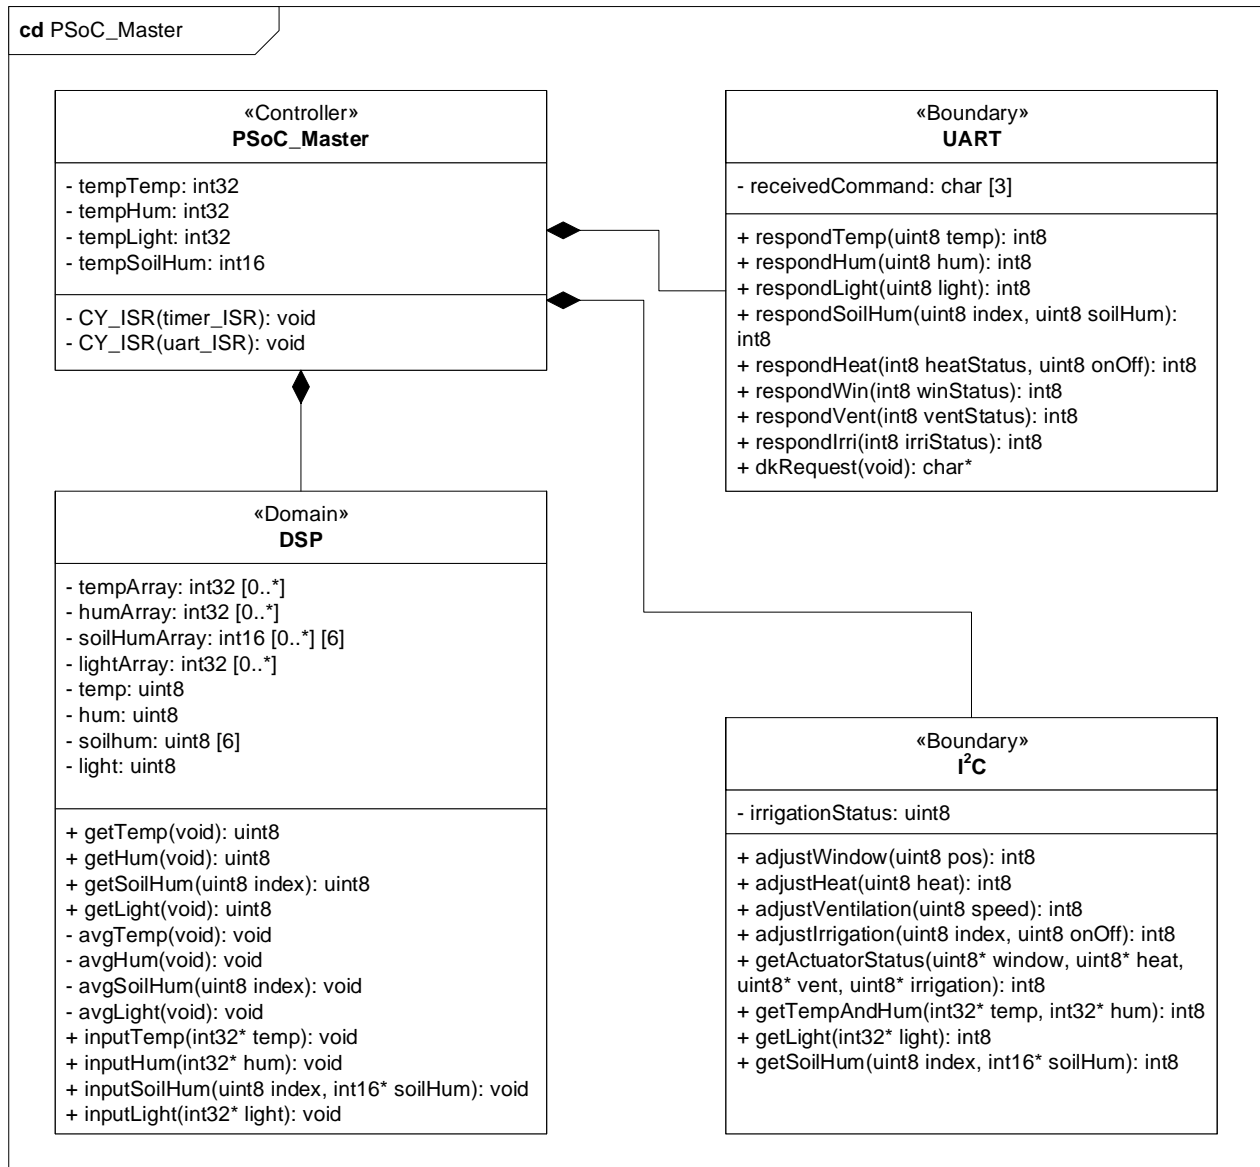 cd PSoC_Master
«Controller»
PSoC_Master
- tempTemp: int32
- tempHum: int32
- tempLight: int32
- tempSoilHum: int16
- CY_ISR(timer_ISR): void
- CY_ISR(uart_ISR): void
«Boundary»
UART
- receivedCommand: char [3]
+ respondTemp(uint8 temp): int8
+ respondHum(uint8 hum): int8
+ respondLight(uint8 light): int8
+ respondSoilHum(uint8 index, uint8 soilHum):
int8
+ respondHeat(int8 heatStatus, uint8 onOff): int8
+ respondWin(int8 winStatus): int8
+ respondVent(int8 ventStatus): int8
+ respondIrri(int8 irriStatus): int8
+ dkRequest(void): char*
«Domain»
DSP
- tempArray: int32 [0..*]
- humArray: int32 [0..*]
- soilHumArray: int16 [0..*] [6]
- lightArray: int32 [0..*]
- temp: uint8
- hum: uint8
- soilhum: uint8 [6]
- light: uint8
+ getTemp(void): uint8
+ getHum(void): uint8
+ getSoilHum(uint8 index): uint8
+ getLight(void): uint8
- avgTemp(void): void
- avgHum(void): void
- avgSoilHum(uint8 index): void
- avgLight(void): void
+ inputTemp(int32* temp): void
+ inputHum(int32* hum): void
+ inputSoilHum(uint8 index, int16* soilHum): void
+ inputLight(int32* light): void
«Boundary»
I²C
- irrigationStatus: uint8
+ adjustWindow(uint8 pos): int8
+ adjustHeat(uint8 heat): int8
+ adjustVentilation(uint8 speed): int8
+ adjustIrrigation(uint8 index, uint8 onOff): int8
+ getActuatorStatus(uint8* window, uint8* heat,
uint8* vent, uint8* irrigation): int8
+ getTempAndHum(int32* temp, int32* hum): int8
+ getLight(int32* light): int8
+ getSoilHum(uint8 index, int16* soilHum): int8